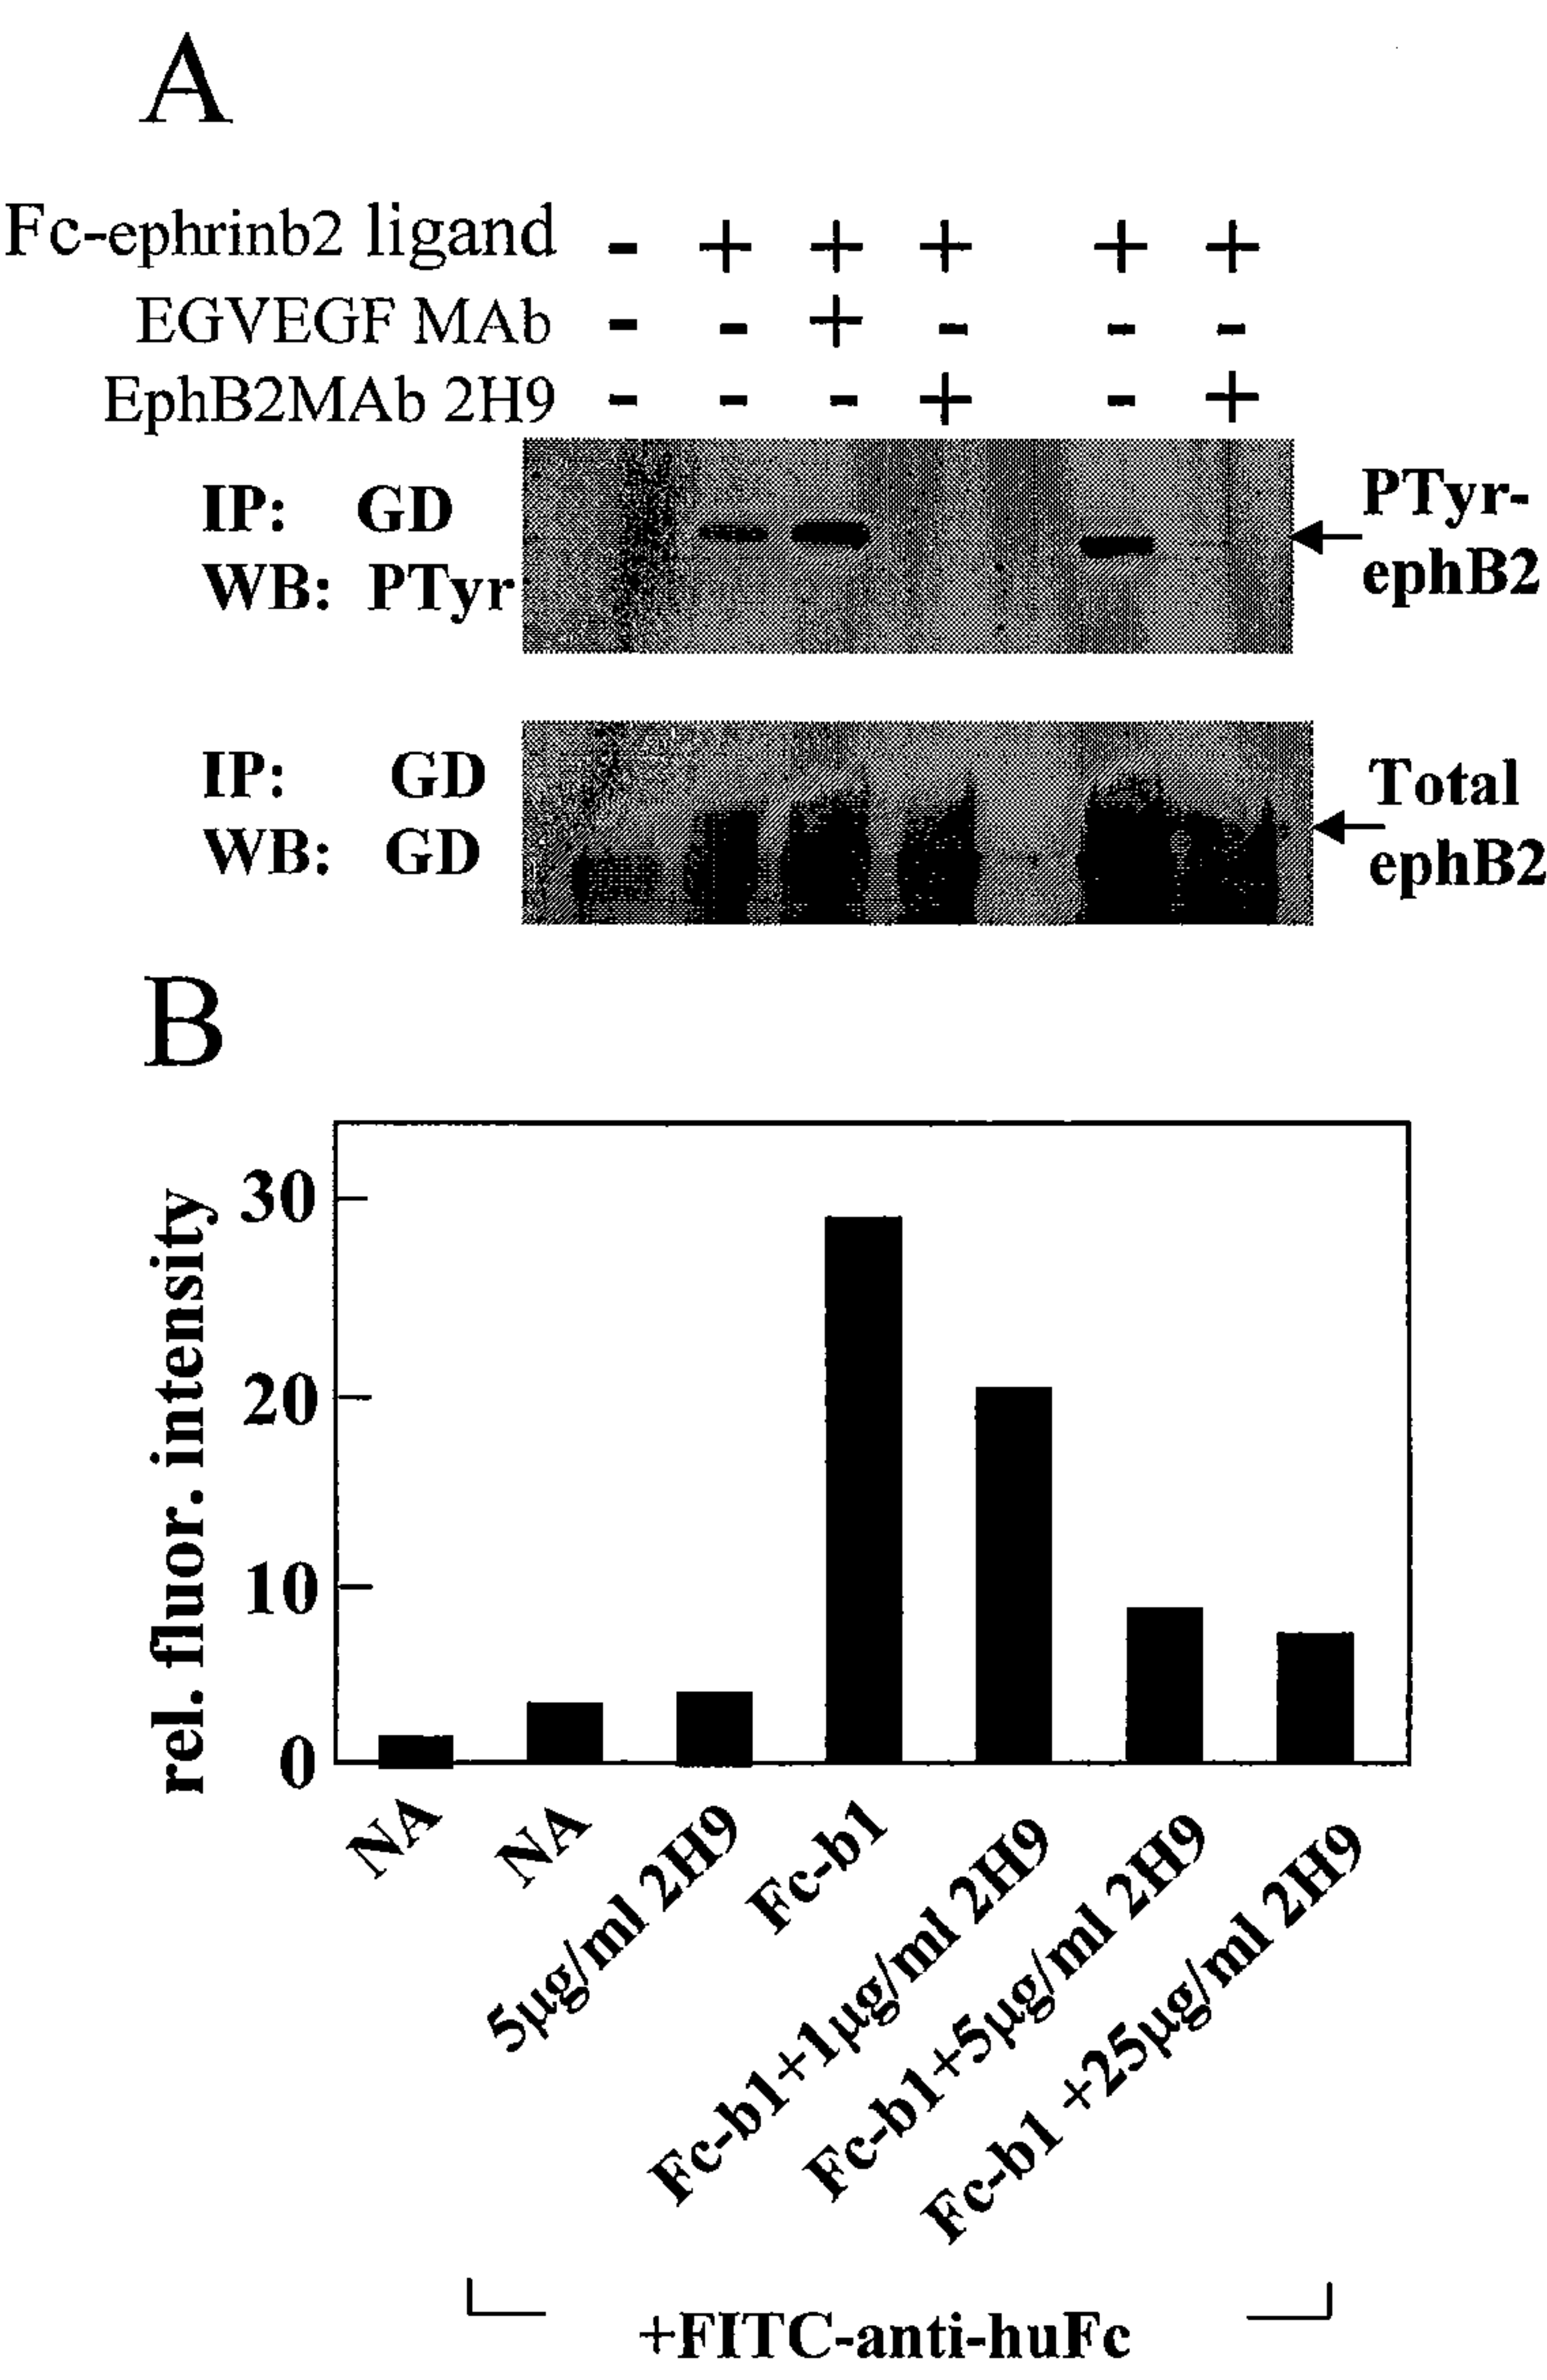 A
Fc-ephrinb2 ligand - + + + + +
EGVEGF MAb - - + - - -
EphB2MAb 2H9 - - - + - +
IP: GD
WB: PTyr
PTyr-
ephB2
IP: GD
WB: GD
Total
ephB2
B
rel. fluor. intensity
30
20
10
0
NA
NA
5µg/ml 2H9
Fc-b1
Fc-b1+1µg/ml 2H9
Fc-b1+5µg/ml 2H9
Fc-b1 +25µg/ml 2H9
+FITC-anti-huFc